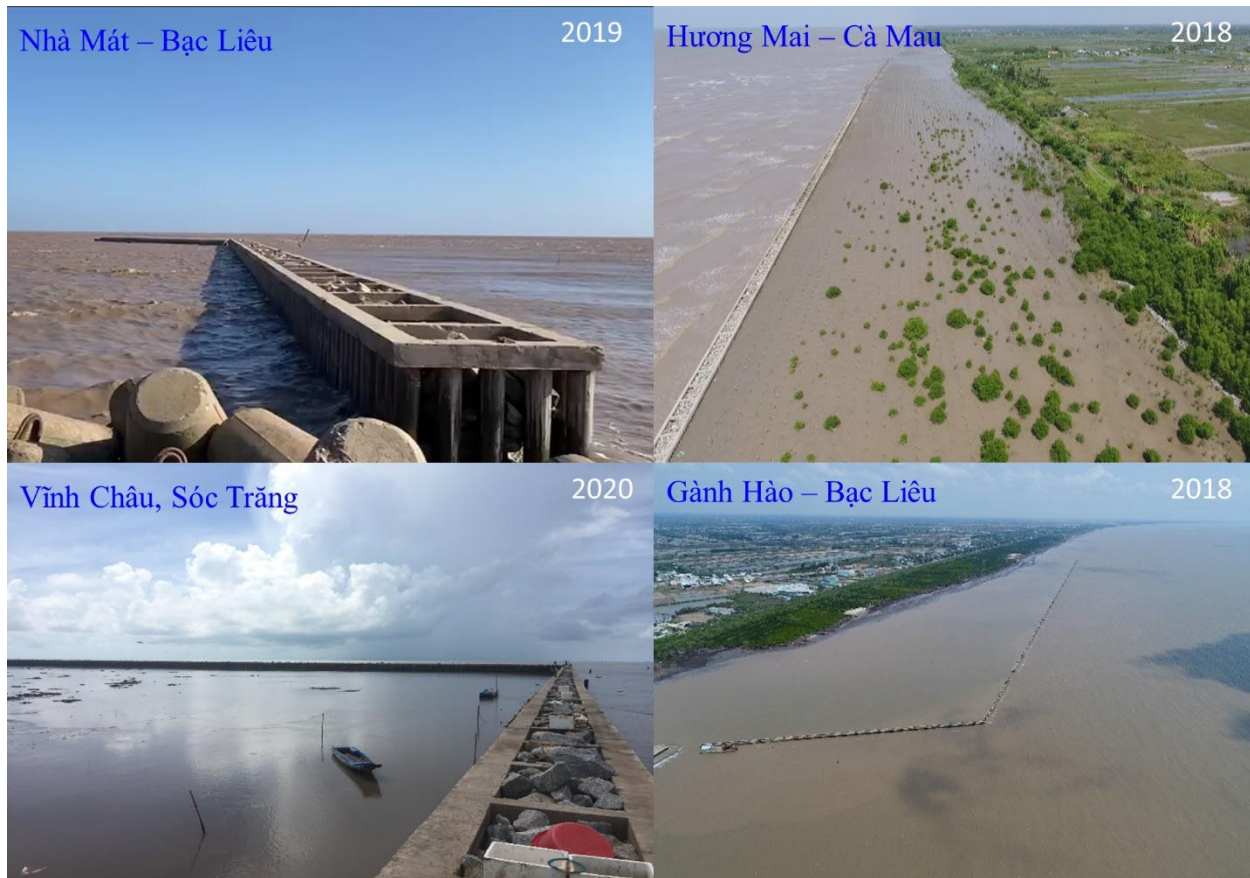 Nhà Mát – Bạc Liêu
2019
Hương Mai – Cà Mau
2018
Vĩnh Châu, Sóc Trăng
2020
Gành Hào – Bạc Liêu
2018